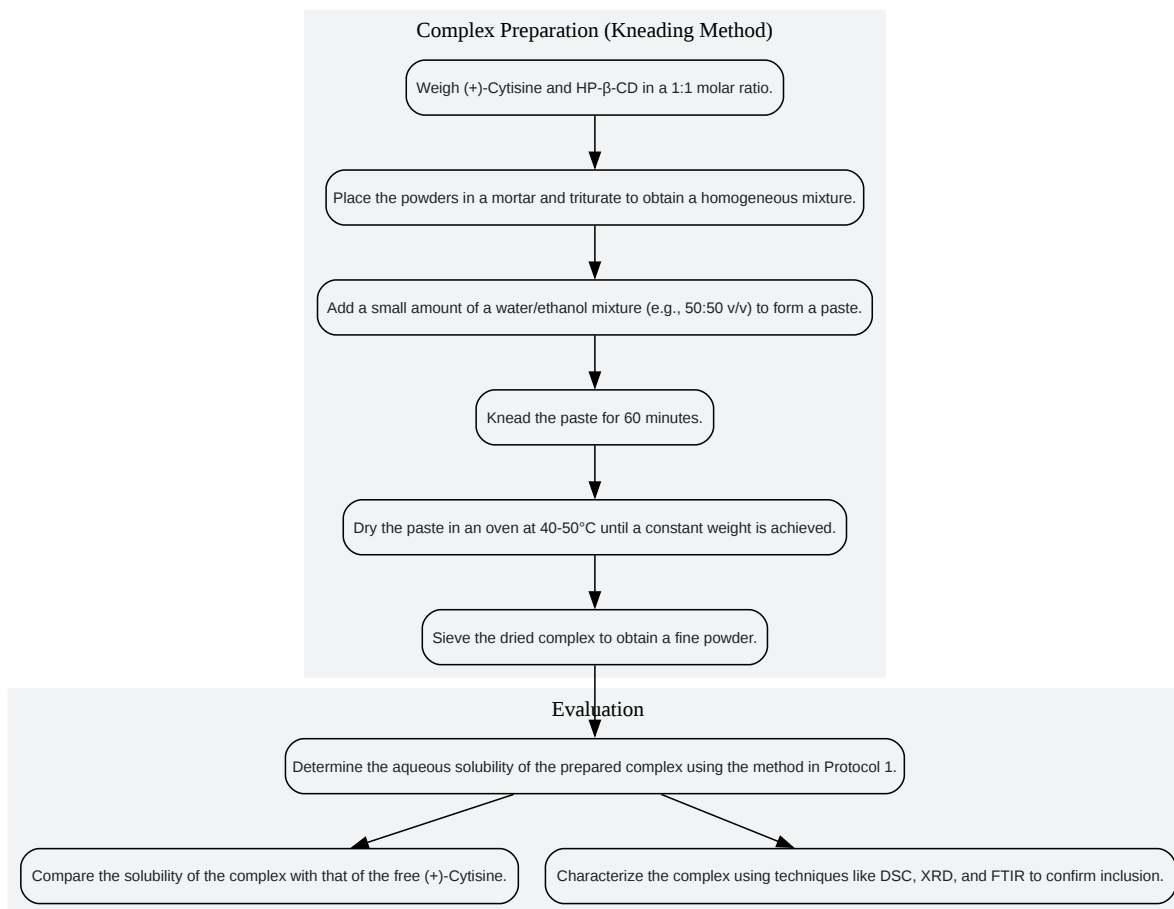 Complex Preparation (Kneading Method)
Weigh (+)-Cytisine and HP-β-CD in a 1:1 molar ratio.
Place the powders in a mortar and triturate to obtain a homogeneous mixture.
Add a small amount of a water/ethanol mixture (e.g., 50:50 v/v) to form a paste.
Knead the paste for 60 minutes.
Dry the paste in an oven at 40-50°C until a constant weight is achieved.
Sieve the dried complex to obtain a fine powder.
Evaluation
Determine the aqueous solubility of the prepared complex using the method in Protocol 1.
Compare the solubility of the complex with that of the free (+)-Cytisine.
Characterize the complex using techniques like DSC, XRD, and FTIR to confirm inclusion.